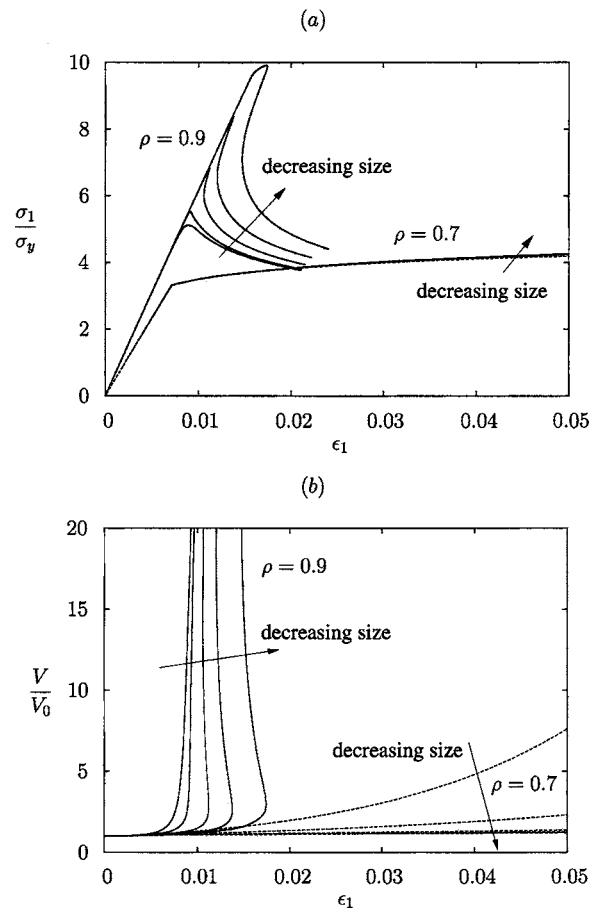 (a)
10
8
6
4
2
0
σ₁
σy
ρ = 0.9
decreasing size
ρ = 0.7
decreasing size
0 0.01 0.02 0.03 0.04 0.05
ϵ₁
(b)
20
15
10
5
0
V
V₀
ρ = 0.9
decreasing size
decreasing size
ρ = 0.7
0 0.01 0.02 0.03 0.04 0.05
ϵ₁